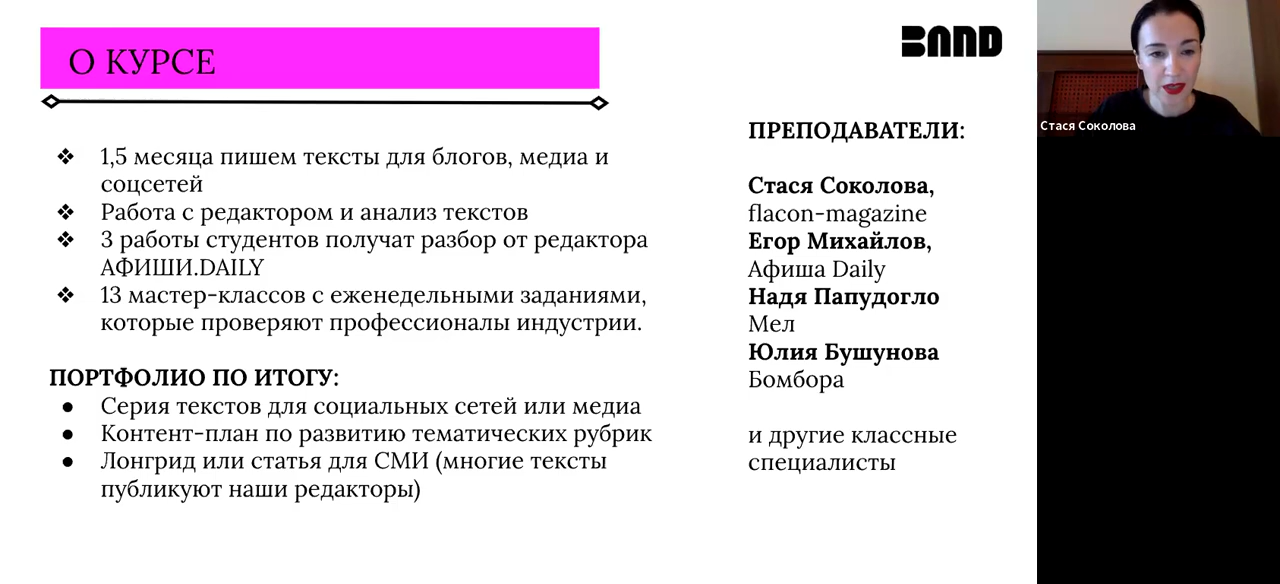 О КУРСЕ
BAND
Стася Соколова
❖ 1,5 месяца пишем тексты для блогов, медиа и
соцсетей
❖ Работа с редактором и анализ текстов
❖ 3 работы студентов получат разбор от редактора
АФИШИ.DAILY
❖ 13 мастер-классов с еженедельными заданиями,
которые проверяют профессионалы индустрии.
ПОРТФОЛИО ПО ИТОГУ:
● Серия текстов для социальных сетей или медиа
● Контент-план по развитию тематических рубрик
● Лонгрид или статья для СМИ (многие тексты
публикуют наши редакторы)
ПРЕПОДАВАТЕЛИ:
Стася Соколова,
flacon-magazine
Егор Михайлов,
Афиша Daily
Надя Папудогло
Мел
Юлия Бушунова
Бомбора
и другие классные
специалисты